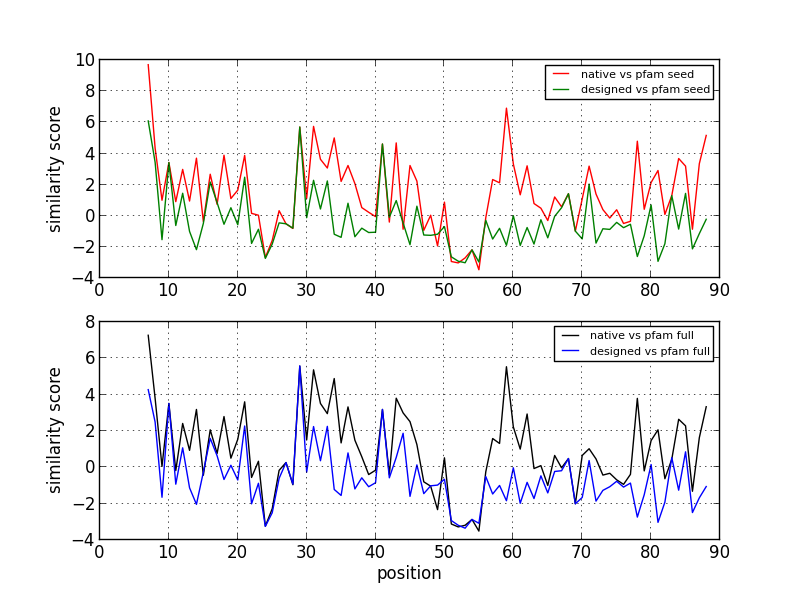 10
8
6
4
2
0
−2
−4
similarity score
native vs pfam seed
designed vs pfam seed
0 10 20 30 40 50 60 70 80 90
8
6
4
2
0
−2
−4
similarity score
native vs pfam full
designed vs pfam full
0 10 20 30 40 50 60 70 80 90
position